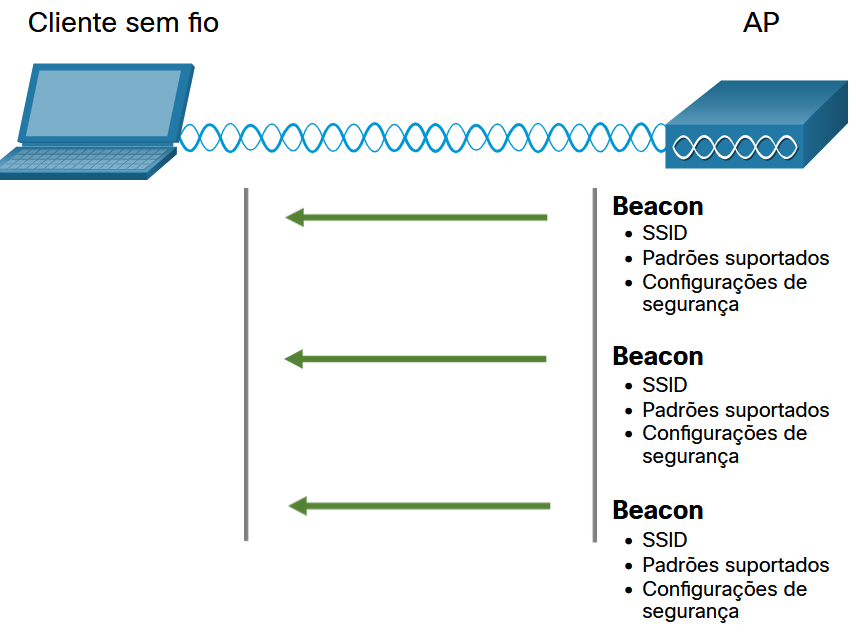 Cliente sem fio
AP
Beacon
• SSID
• Padrões suportados
• Configurações de
segurança
Beacon
• SSID
• Padrões suportados
• Configurações de
segurança
Beacon
• SSID
• Padrões suportados
• Configurações de
segurança